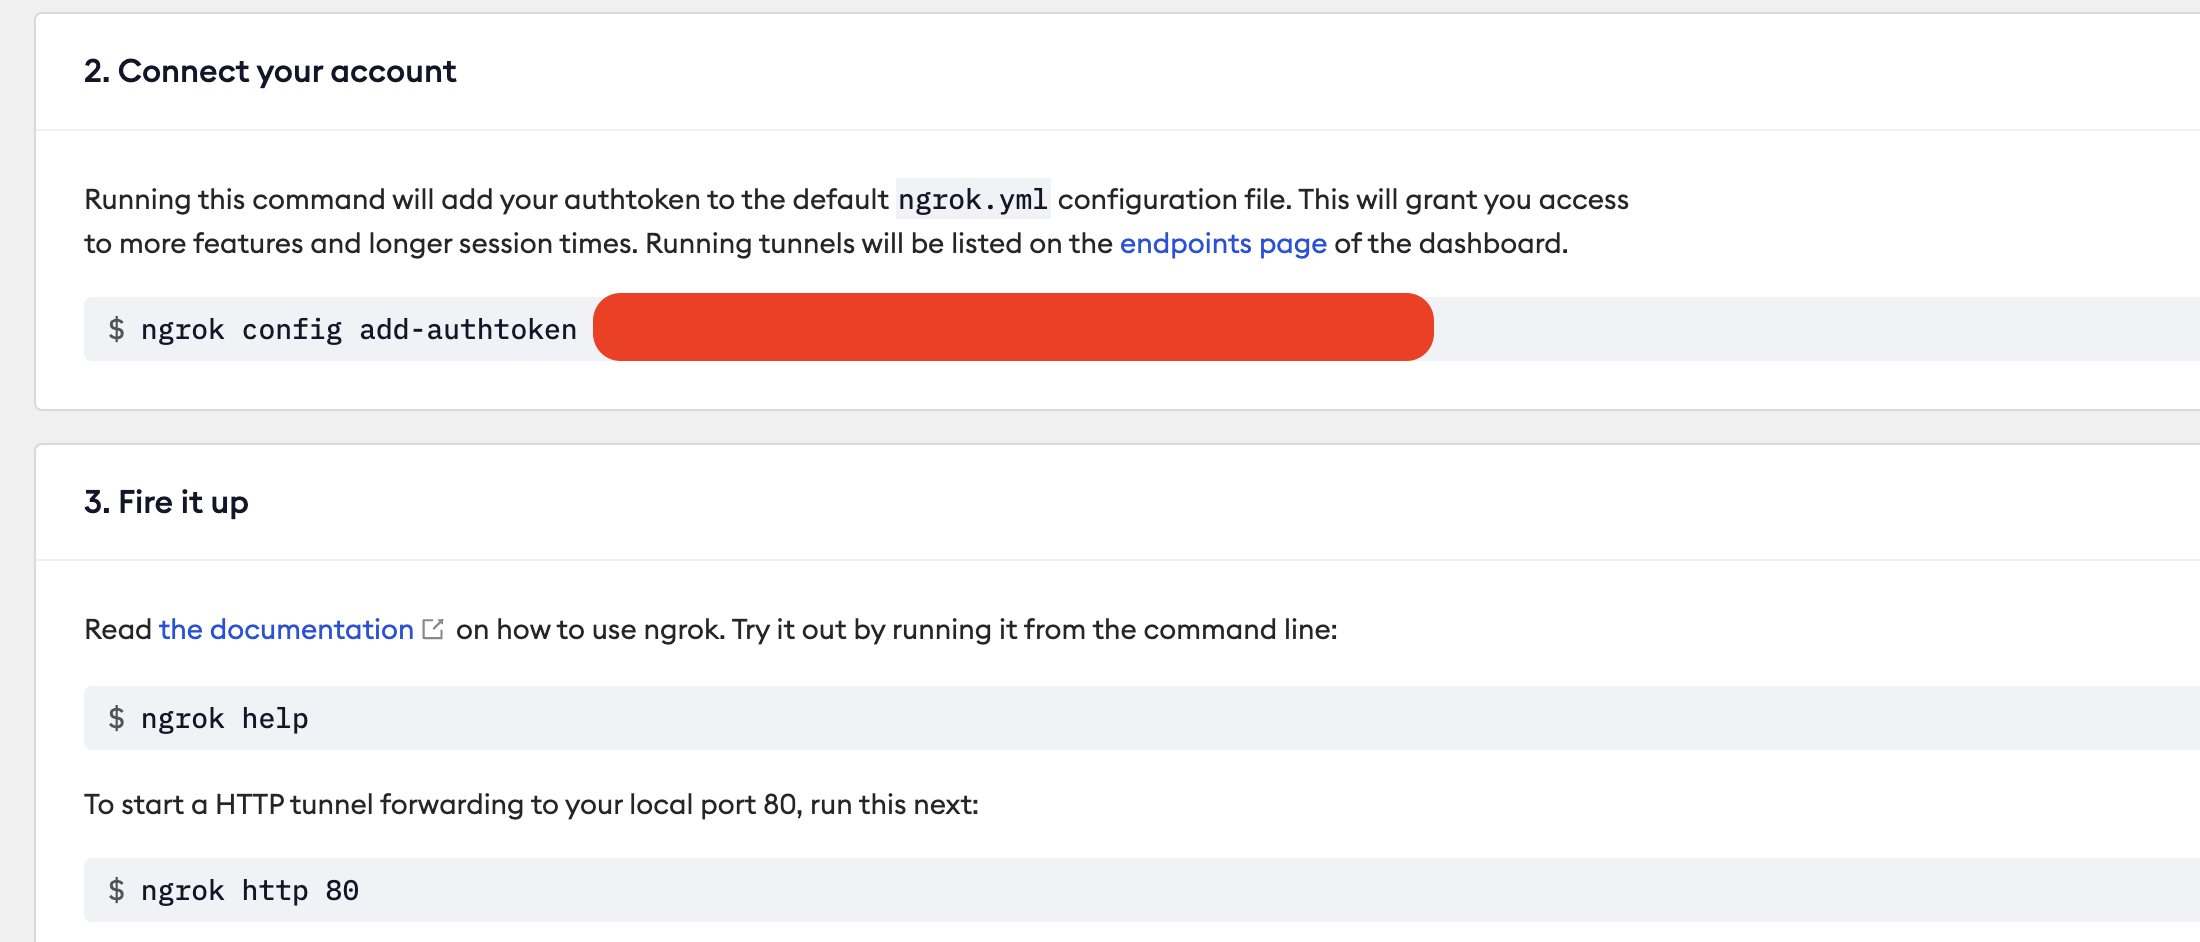 2. Connect your account
Running this command will add your authtoken to the default ngrok.yml configuration file. This will grant you access
to more features and longer session times. Running tunnels will be listed on the endpoints page of the dashboard.
$ ngrok config add-authtoken
3. Fire it up
Read the documentation on how to use ngrok. Try it out by running it from the command line:
$ ngrok help
To start a HTTP tunnel forwarding to your local port 80, run this next:
$ ngrok http 80